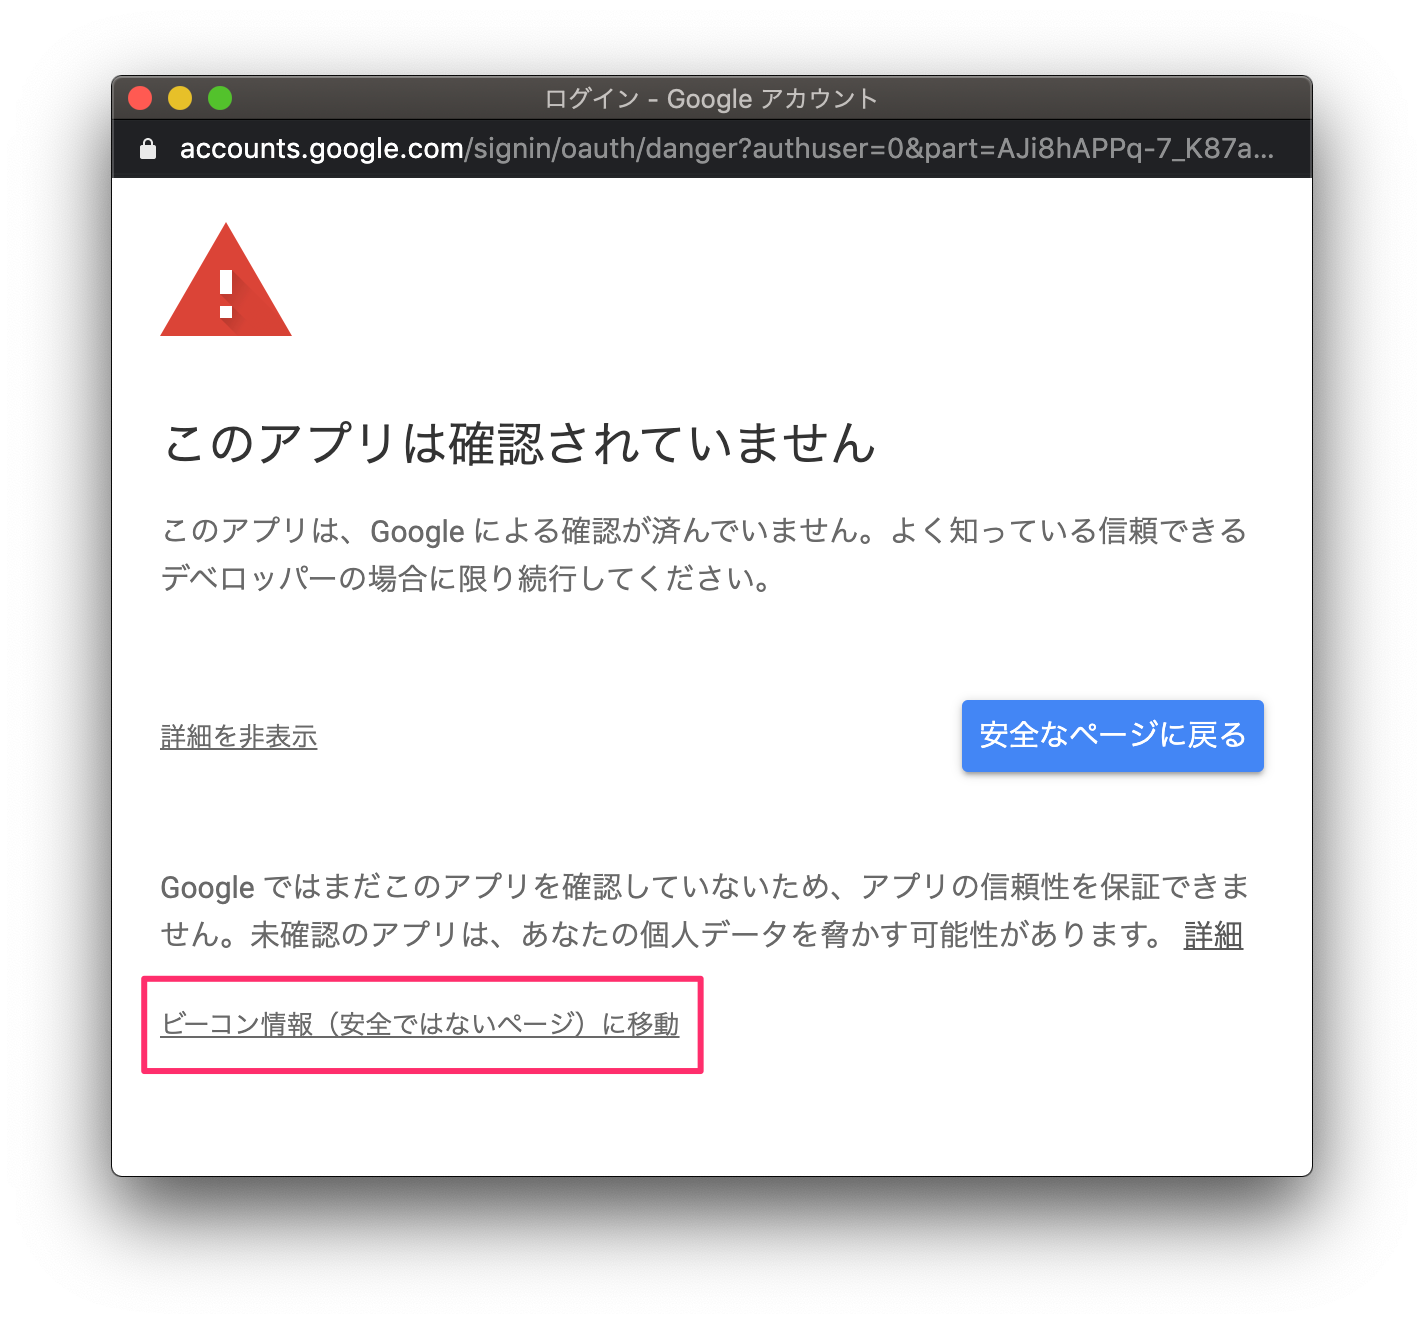 ログイン - Google アカウント
accounts.google.com/signin/oauth/danger?authuser=0&part=AJi8hAPPq-7_K87a...
このアプリは確認されていません
このアプリは、Google による確認が済んでいません。よく知っている信頼できる
デベロッパーの場合に限り続行してください。
詳細を非表示
安全なページに戻る
Google ではまだこのアプリを確認していないため、アプリの信頼性を保証できま
せん。未確認のアプリは、あなたの個人データを脅かす可能性があります。 詳細
ビーコン情報（安全ではないページ）に移動